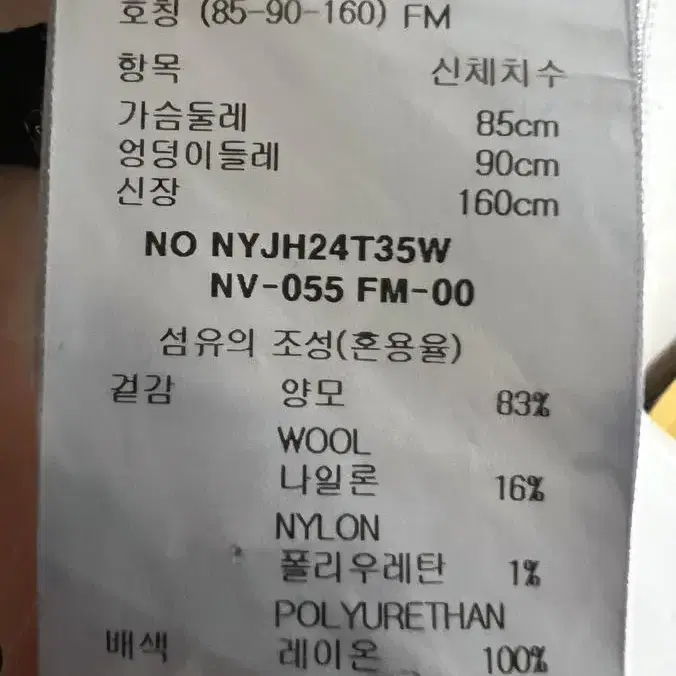 호칭 (85-90-160) FM
항목 신체치수
가슴둘레 85cm
엉덩이들레 90cm
신장 160cm
NO NYJH24T35W
NV-055 FM-00
섬유의 조성(혼용율)
겉감 양모 83%
WOOL
나일론 16%
NYLON
폴리우레탄 1%
POLYURETHAN
배색 레이온 100%